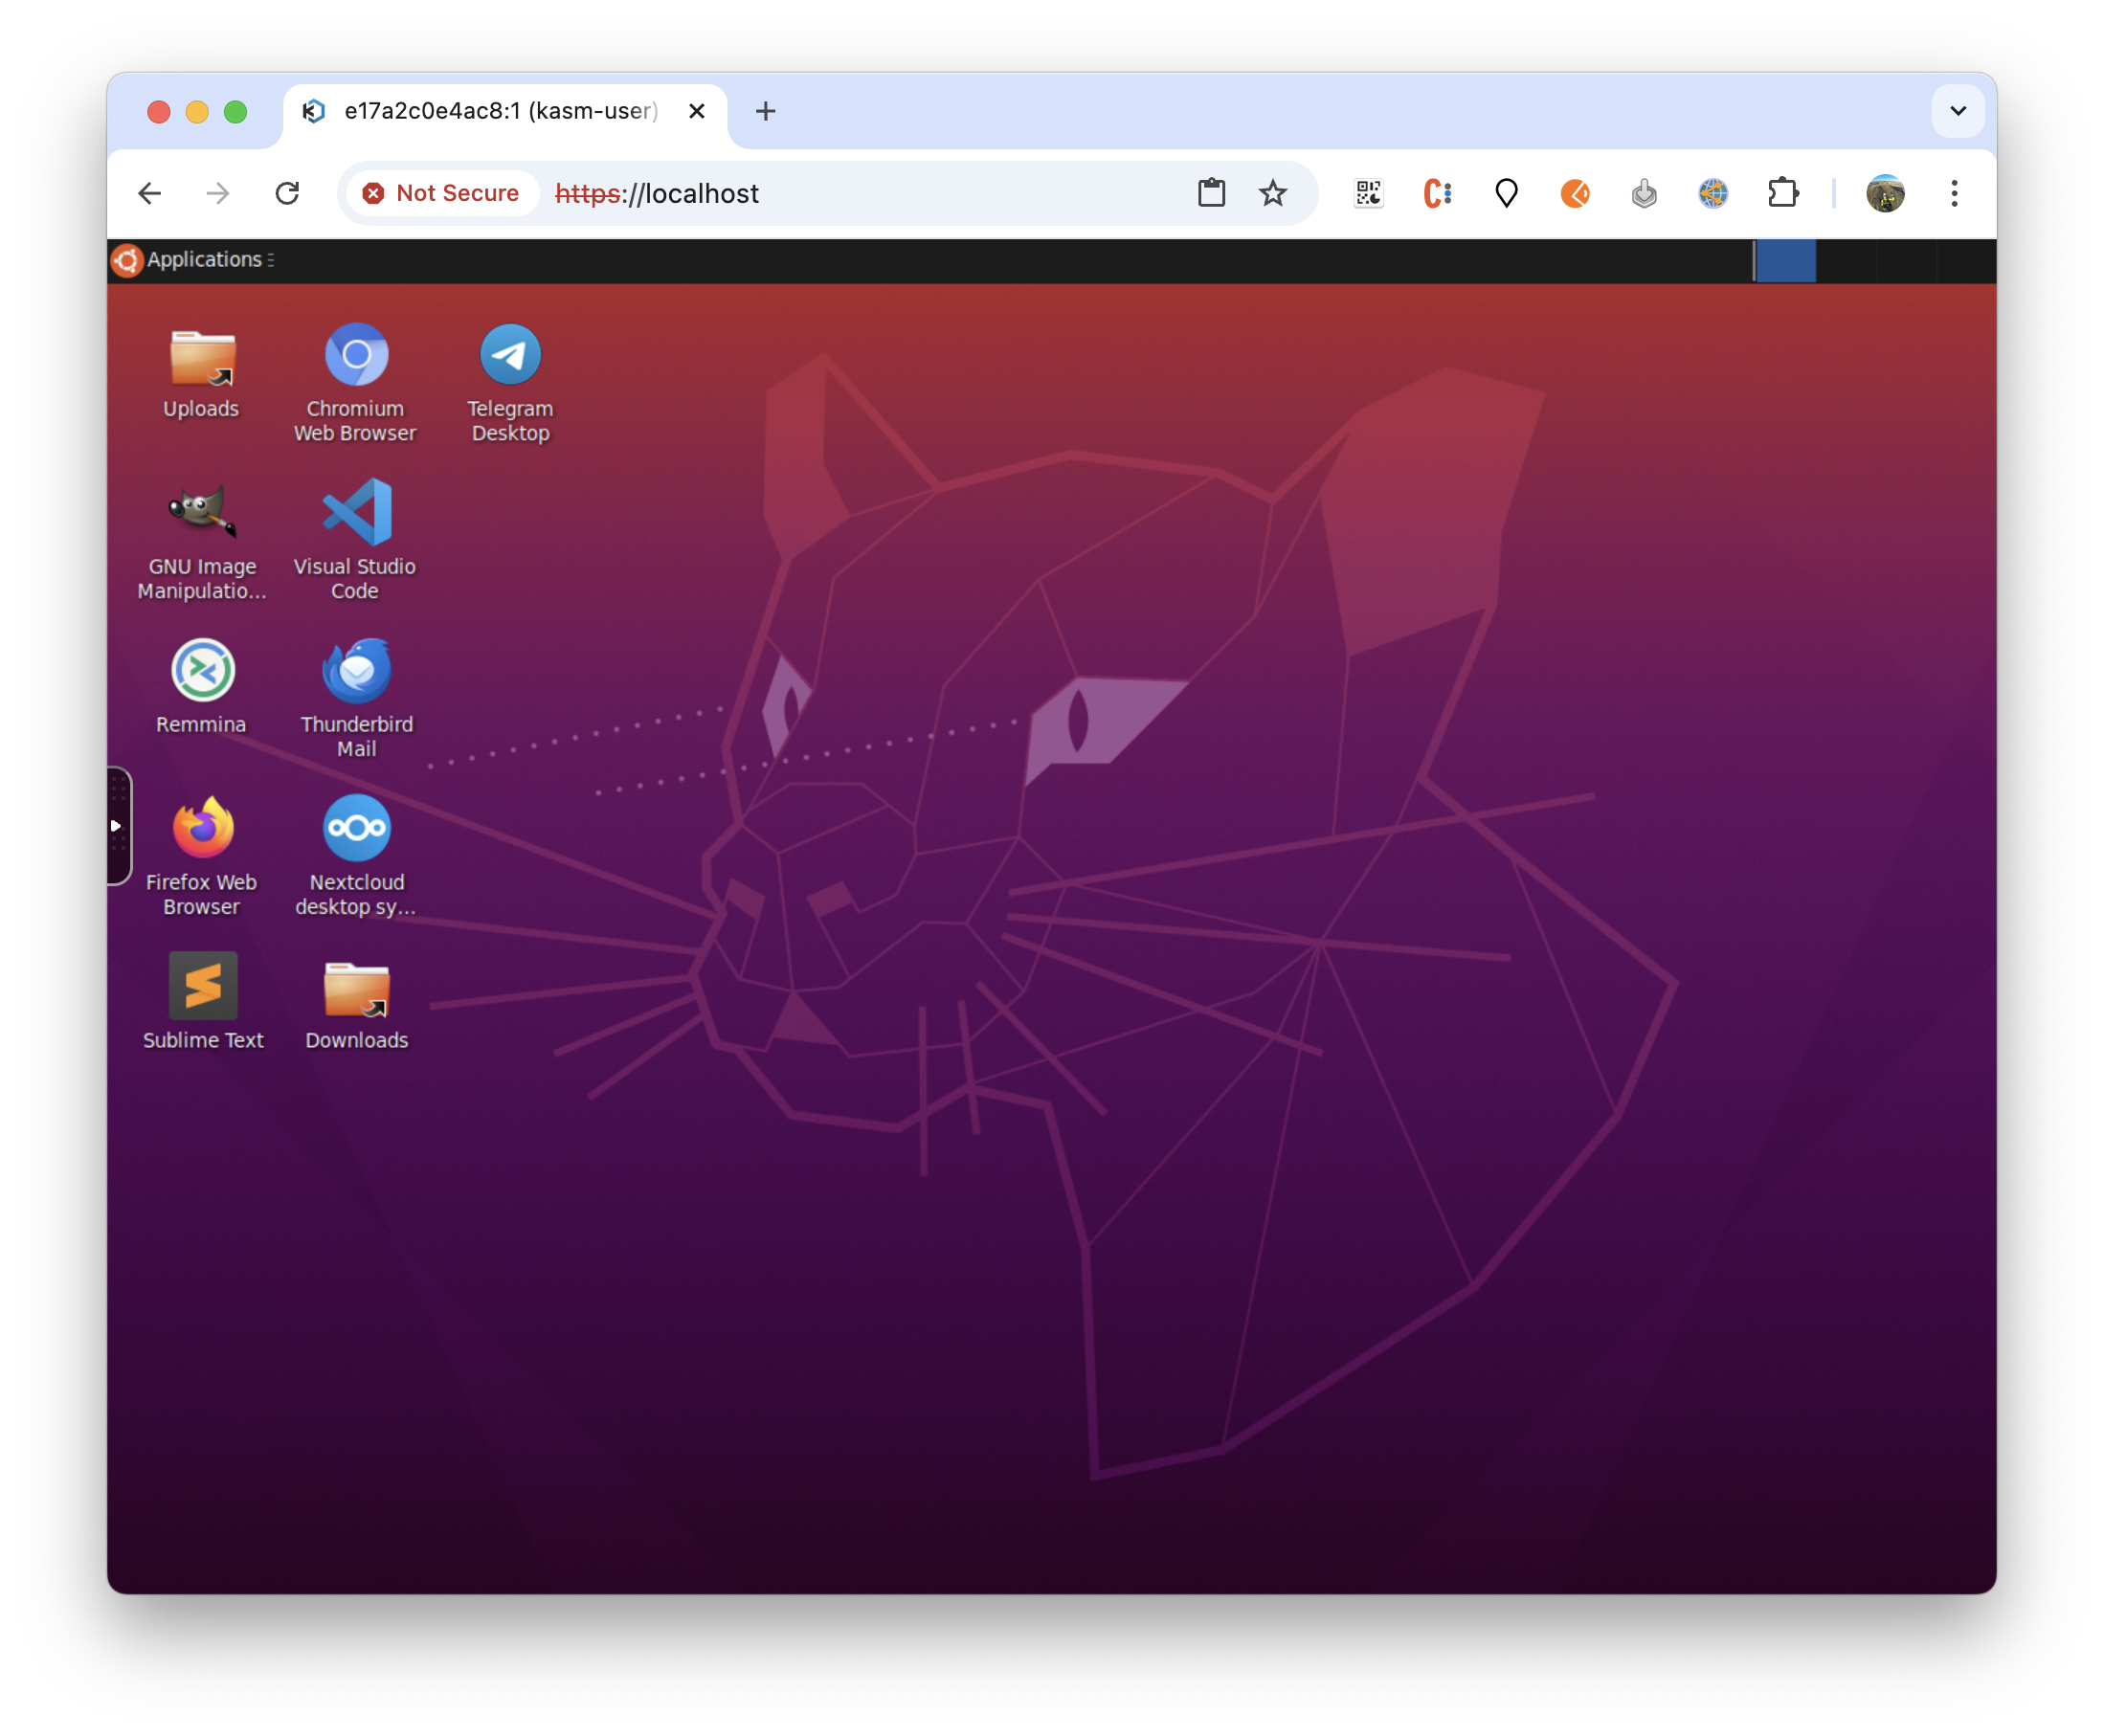 e17a2c0e4ac8:1 (kasm-user)
Not Secure
https://localhost
Applications
Uploads
Chromium
Web Browser
Telegram
Desktop
GNU Image
Manipulatio...
Visual Studio
Code
Remmina
Thunderbird
Mail
Firefox Web
Browser
Nextcloud
desktop sy...
Sublime Text
Downloads